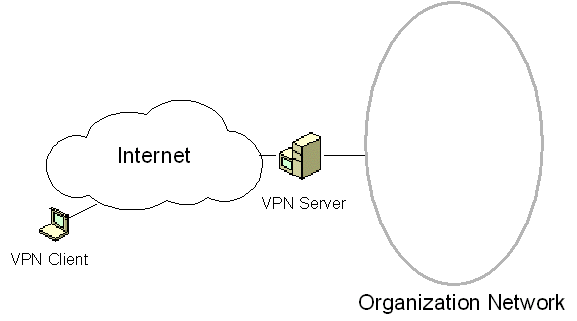 Internet
VPN Server
VPN Client
Organization Network